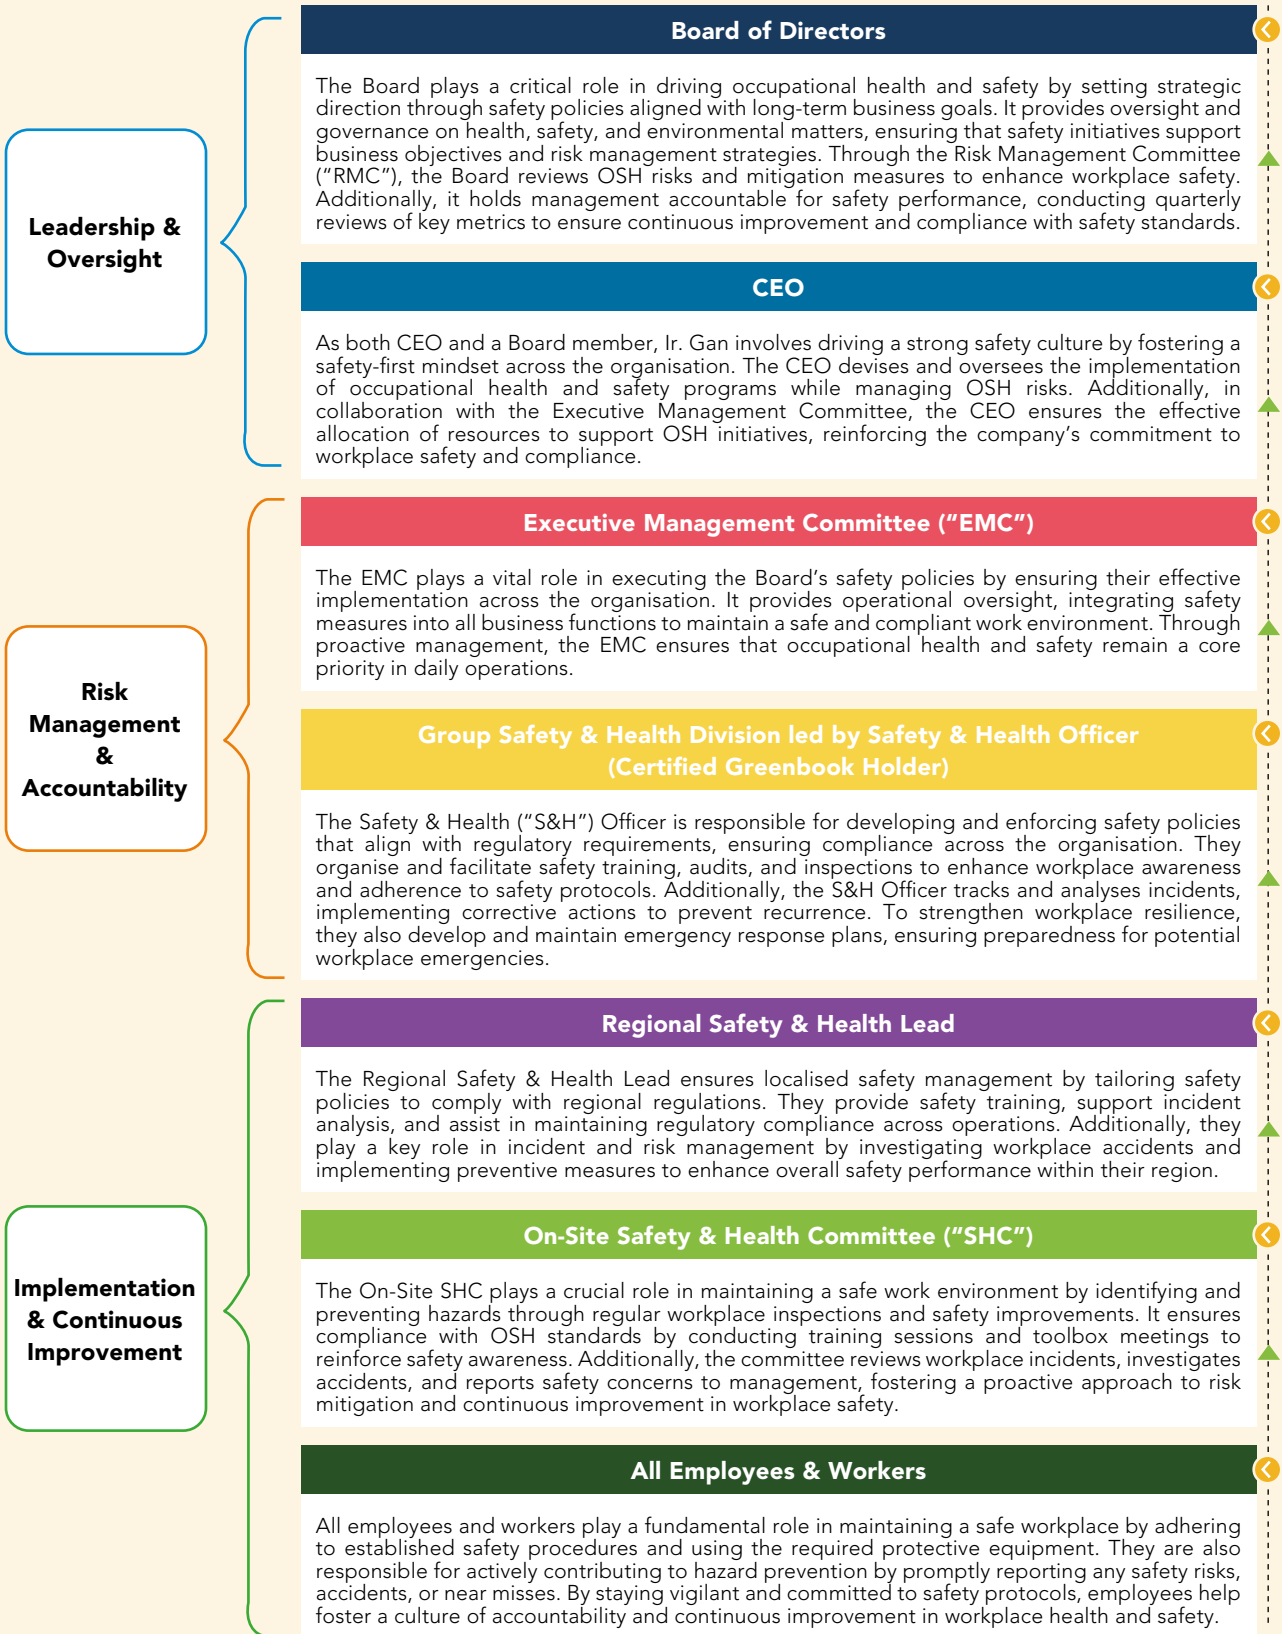 Leadership &
Oversight
Board of Directors
The Board plays a critical role in driving occupational health and safety by setting strategic
direction through safety policies aligned with long-term business goals. It provides oversight and
governance on health, safety, and environmental matters, ensuring that safety initiatives support
business objectives and risk management strategies. Through the Risk Management Committee
("RMC"), the Board reviews OSH risks and mitigation measures to enhance workplace safety.
Additionally, it holds management accountable for safety performance, conducting quarterly
reviews of key metrics to ensure continuous improvement and compliance with safety standards.
CEO
As both CEO and a Board member, Ir. Gan involves driving a strong safety culture by fostering a
safety-first mindset across the organisation. The CEO devises and oversees the implementation
of occupational health and safety programs while managing OSH risks. Additionally, in
collaboration with the Executive Management Committee, the CEO ensures the effective
allocation of resources to support OSH initiatives, reinforcing the company's commitment to
workplace safety and compliance.
Risk
Management
&
Accountability
Executive Management Committee ("EMC")
The EMC plays a vital role in executing the Board's safety policies by ensuring their effective
implementation across the organisation. It provides operational oversight, integrating safety
measures into all business functions to maintain a safe and compliant work environment. Through
proactive management, the EMC ensures that occupational health and safety remain a core
priority in daily operations.
Group Safety & Health Division led by Safety & Health Officer
(Certified Greenbook Holder)
The Safety & Health ("S&H") Officer is responsible for developing and enforcing safety policies
that align with regulatory requirements, ensuring compliance across the organisation. They
organise and facilitate safety training, audits, and inspections to enhance workplace awareness
and adherence to safety protocols. Additionally, the S&H Officer tracks and analyses incidents,
implementing corrective actions to prevent recurrence. To strengthen workplace resilience,
they also develop and maintain emergency response plans, ensuring preparedness for potential
workplace emergencies.
Implementation
& Continuous
Improvement
Regional Safety & Health Lead
The Regional Safety & Health Lead ensures localised safety management by tailoring safety
policies to comply with regional regulations. They provide safety training, support incident
analysis, and assist in maintaining regulatory compliance across operations. Additionally, they
play a key role in incident and risk management by investigating workplace accidents and
implementing preventive measures to enhance overall safety performance within their region.
On-Site Safety & Health Committee ("SHC")
The On-Site SHC plays a crucial role in maintaining a safe work environment by identifying and
preventing hazards through regular workplace inspections and safety improvements. It ensures
compliance with OSH standards by conducting training sessions and toolbox meetings to
reinforce safety awareness. Additionally, the committee reviews workplace incidents, investigates
accidents, and reports safety concerns to management, fostering a proactive approach to risk
mitigation and continuous improvement in workplace safety.
All Employees & Workers
All employees and workers play a fundamental role in maintaining a safe workplace by adhering
to established safety procedures and using the required protective equipment. They are also
responsible for actively contributing to hazard prevention by promptly reporting any safety risks,
accidents, or near misses. By staying vigilant and committed to safety protocols, employees help
foster a culture of accountability and continuous improvement in workplace health and safety.